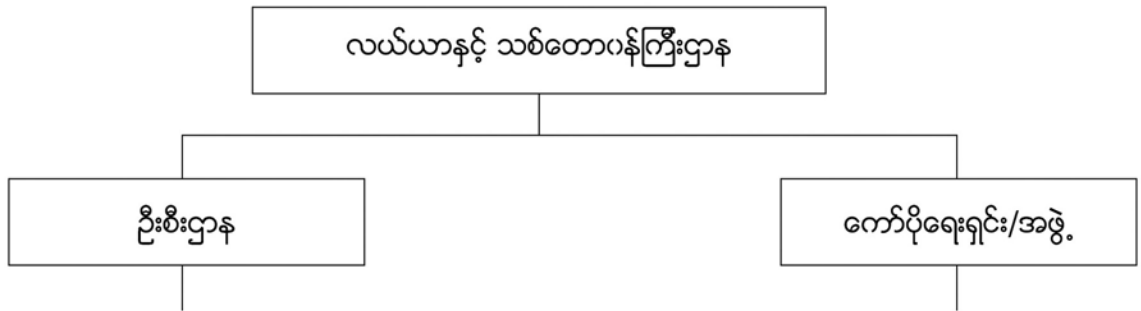 လယ်ယာနှင့် သစ်တောဝန်ကြီးဌာန
ဦးစီးဌာန
ကော်ပိုရေးရှင်း/အဖွဲ့